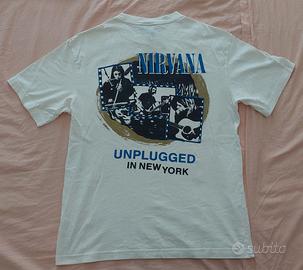 NIRVANA
UNPLUGGED
IN NEW YORK
subito